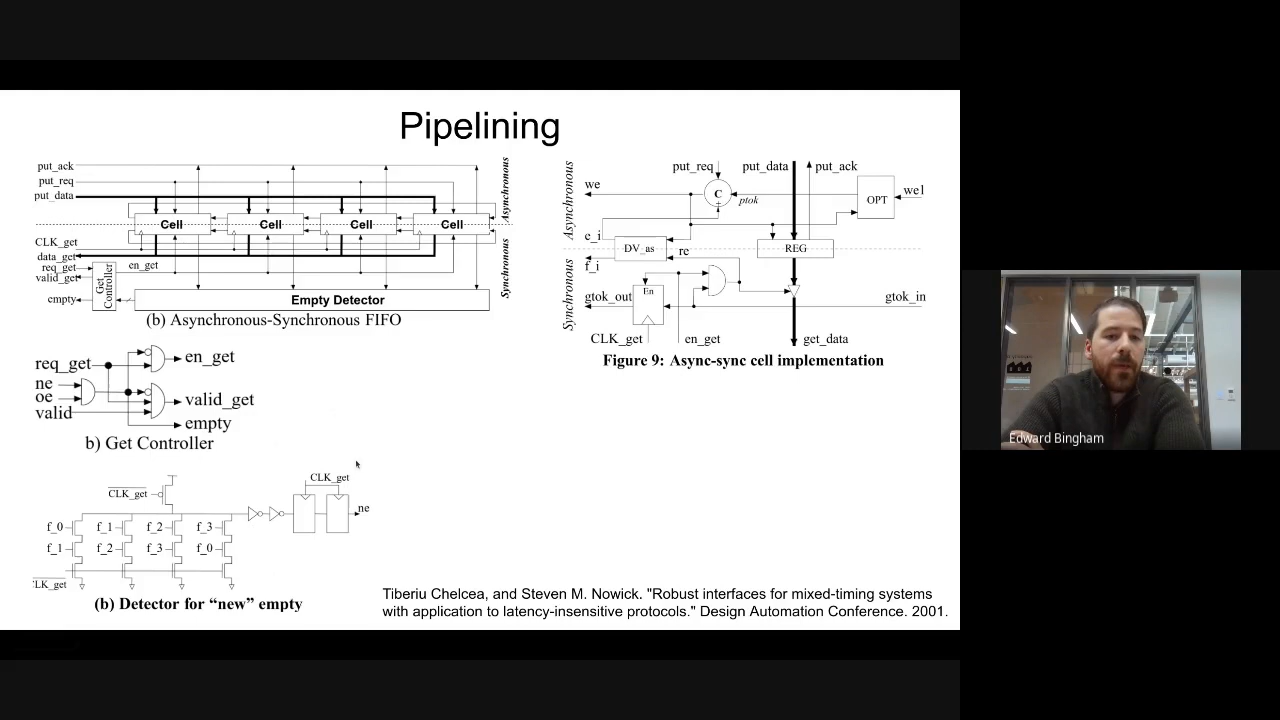 Pipelining
put_ack
put_req
put_data
Cell
Cell
Cell
Cell
Asynchronous
Synchronous
CLK_get
data_get
req_get
valid_get
empty
Get Controller
en_get
Empty Detector
(b) Asynchronous-Synchronous FIFO
put_req
put_data
put_ack
Asynchronous
we
C
ptok
OPT
we1
e_i
DV_as
re
REG
f_i
Synchronous
gtok_out
En
gtok_in
CLK_get
en_get
get_data
Figure 9: Async-sync cell implementation
req_get
ne
oe
valid
en_get
valid_get
empty
b) Get Controller
CLK_get
CLK_get
ne
f_0
f_1
f_2
f_3
f_1
f_2
f_3
f_0
CLK_get
(b) Detector for “new” empty
Tiberiu Chelcea, and Steven M. Nowick. "Robust interfaces for mixed-timing systems
with application to latency-insensitive protocols." Design Automation Conference. 2001.
Edward Bingham